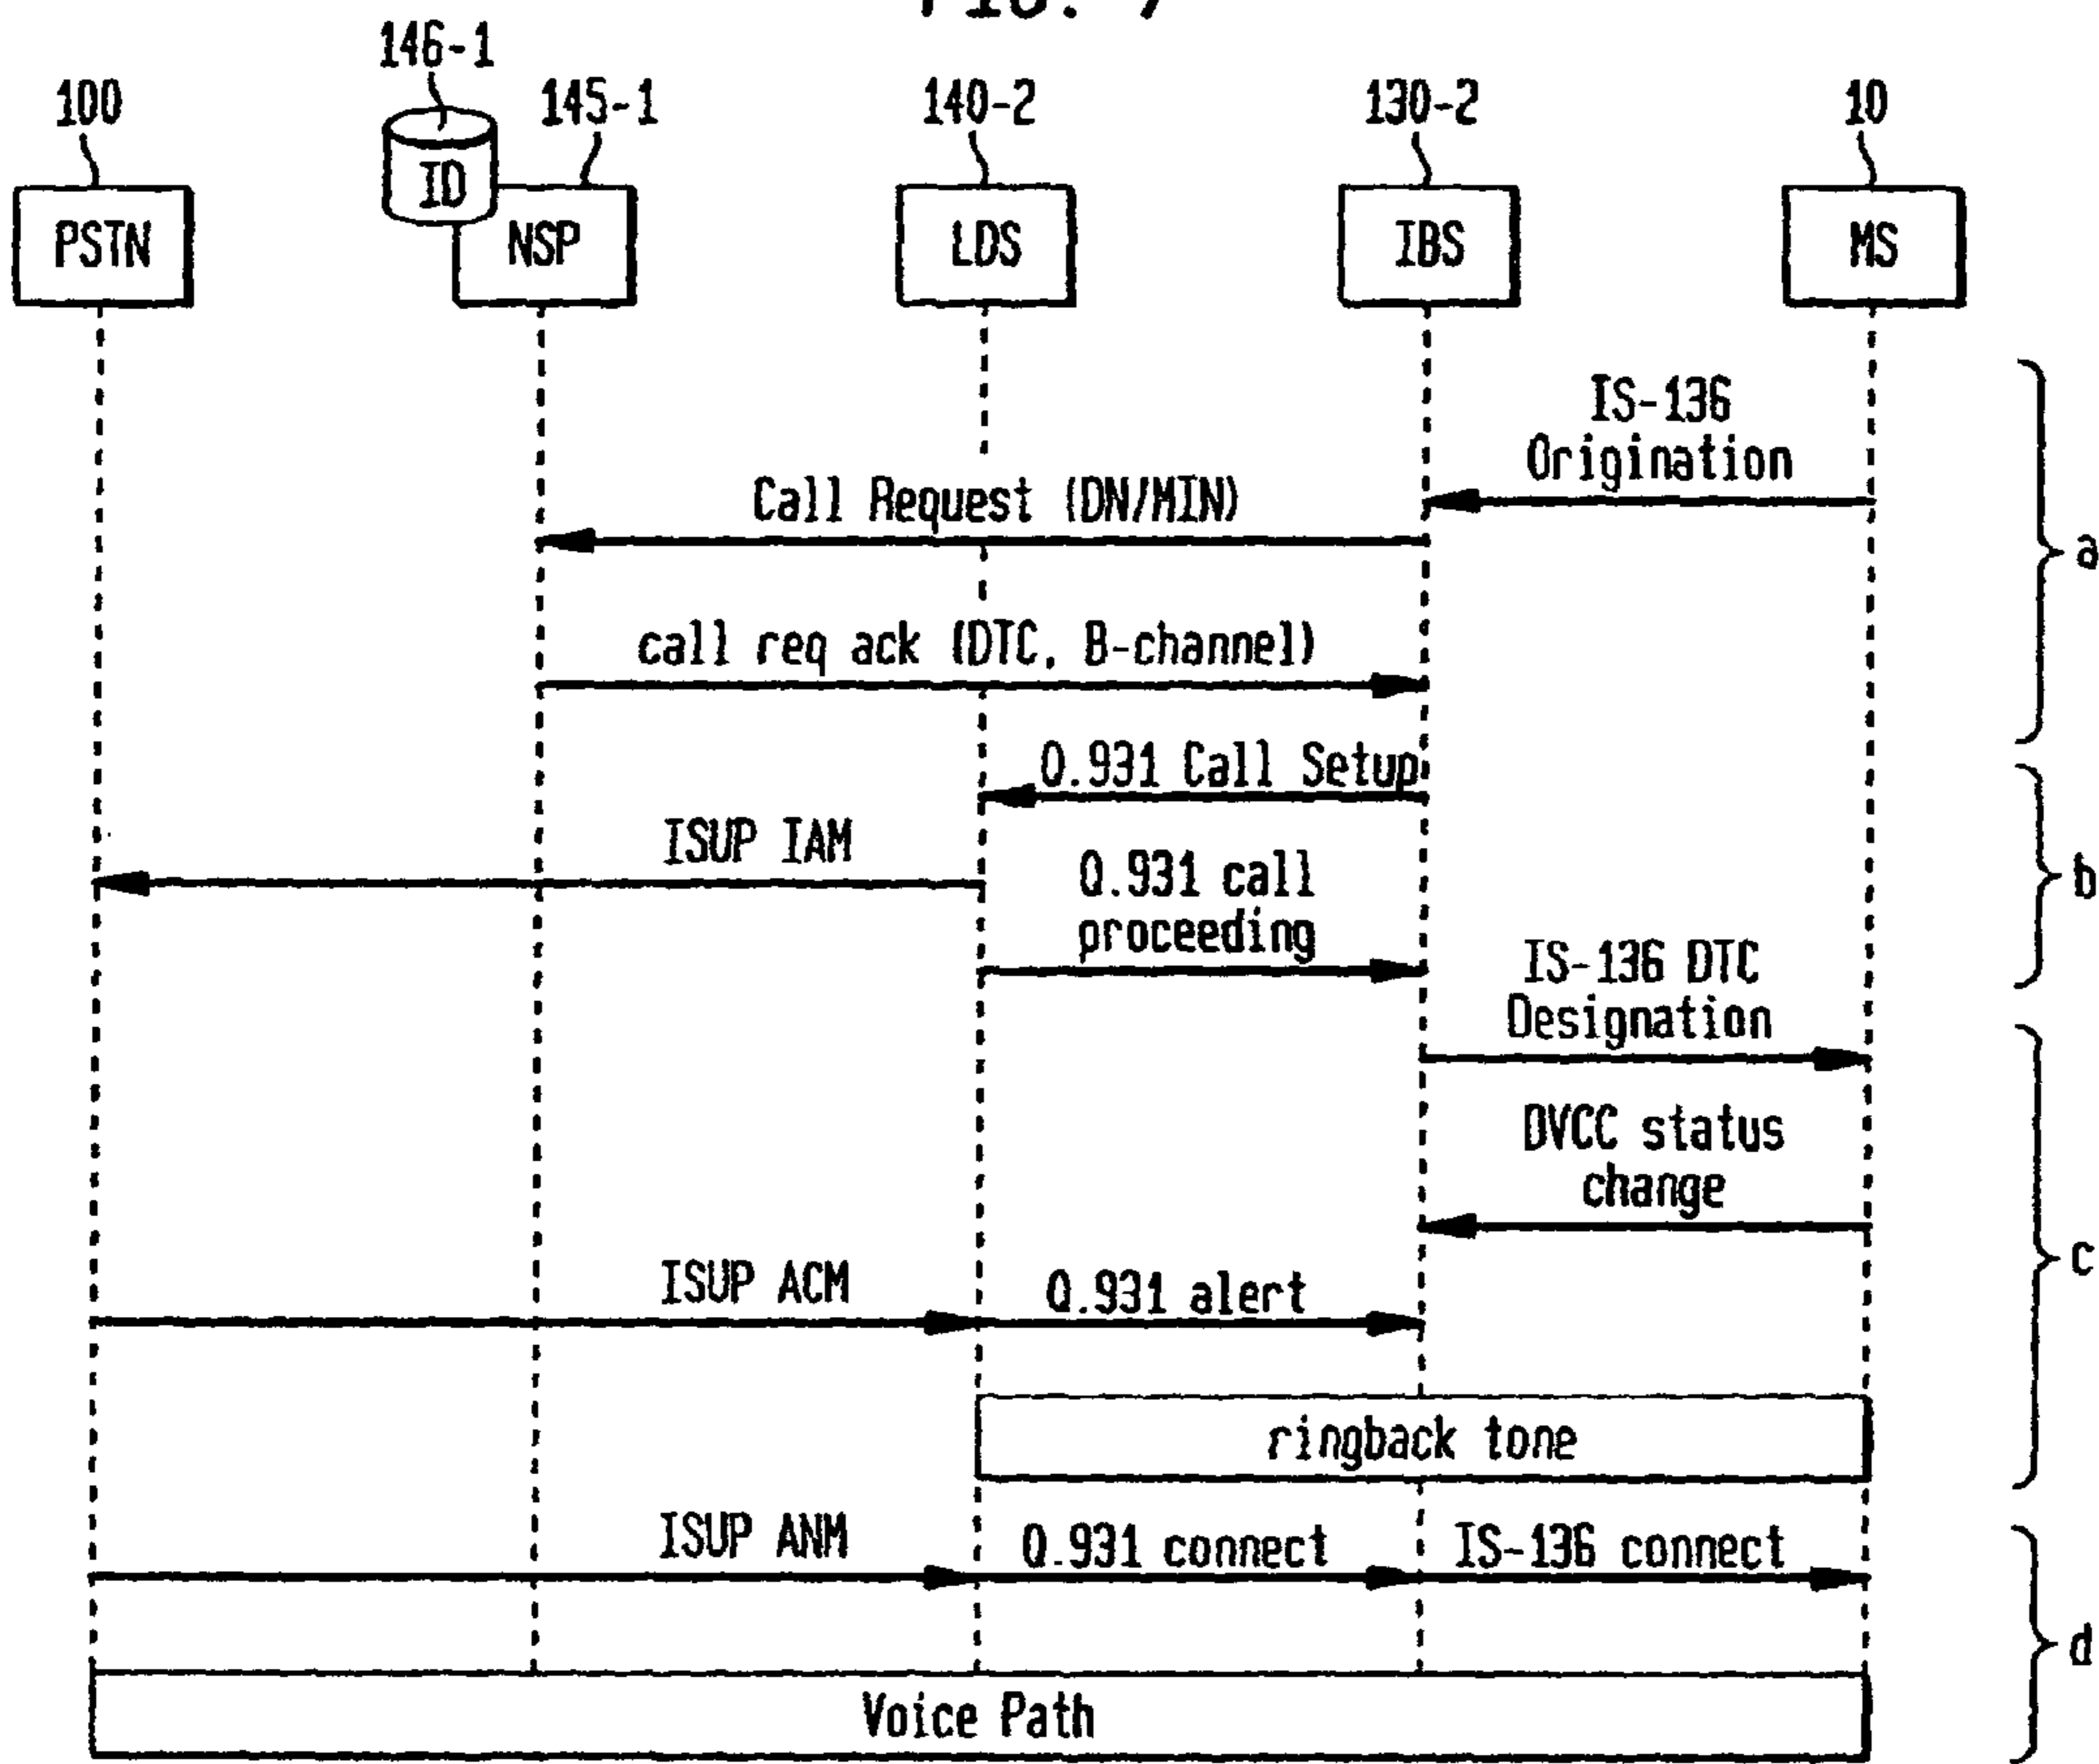 FIG. 7
146-1
100
145-1
140-2
130-2
10
ID
PSTN
NSP
LDS
IBS
MS
IS-136
Origination
Call Request (DN/MIN)
a
call req ack (DTC, B-channel)
Q.931 Call Setup
ISUP IAM
Q.931 call
proceeding
b
IS-136 DTC
Designation
DVCC status
change
c
ISUP ACM
Q.931 alert
ringback tone
ISUP ANM
Q.931 connect
IS-136 connect
d
Voice Path